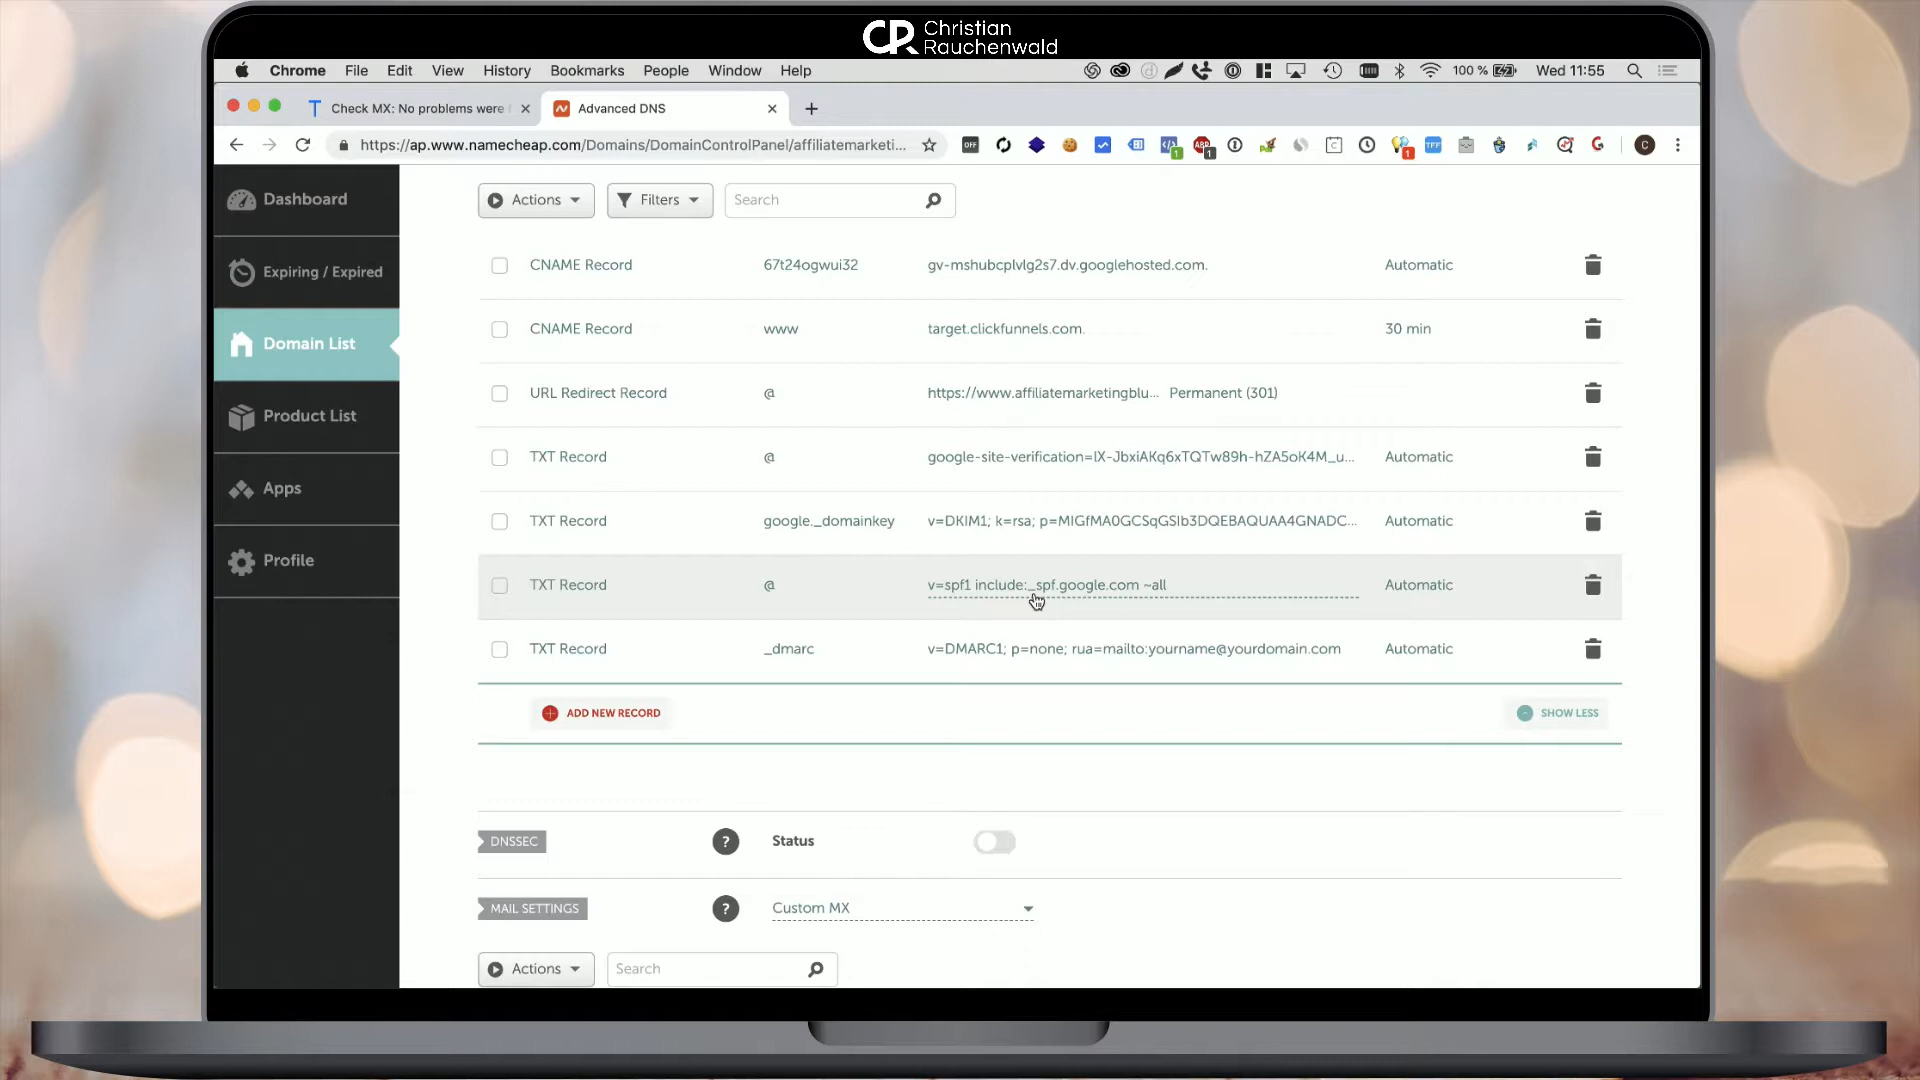 Christian
Rauchenwald
Chrome File Edit View History Bookmarks People Window Help 100 % Wed 11:55
Check MX: No problems were
Advanced DNS
https://ap.www.namecheap.com/Domains/DomainControlPanel/affiliatemarketi...
Dashboard
Expiring / Expired
Domain List
Product List
Apps
Profile
Actions Filters Search
CNAME Record 67t24ogwui32 gv-mshubcplvlg2s7.dv.googlehosted.com. Automatic
CNAME Record www target.clickfunnels.com. 30 min
URL Redirect Record @ https://www.affiliatemarketingblu... Permanent (301)
TXT Record @ google-site-verification=lX-JbxiAKq6xTQTw89h-hZA5oK4M_u... Automatic
TXT Record google._domainkey v=DKIM1; k=rsa; p=MIGfMA0GCSqGSIb3DQEBAQUAA4GNADC... Automatic
TXT Record @ v=spf1 include:_spf.google.com ~all Automatic
TXT Record _dmarc v=DMARC1; p=none; rua=mailto:yourname@yourdomain.com Automatic
ADD NEW RECORD SHOW LESS
DNSSEC ? Status
MAIL SETTINGS ? Custom MX
Actions Search